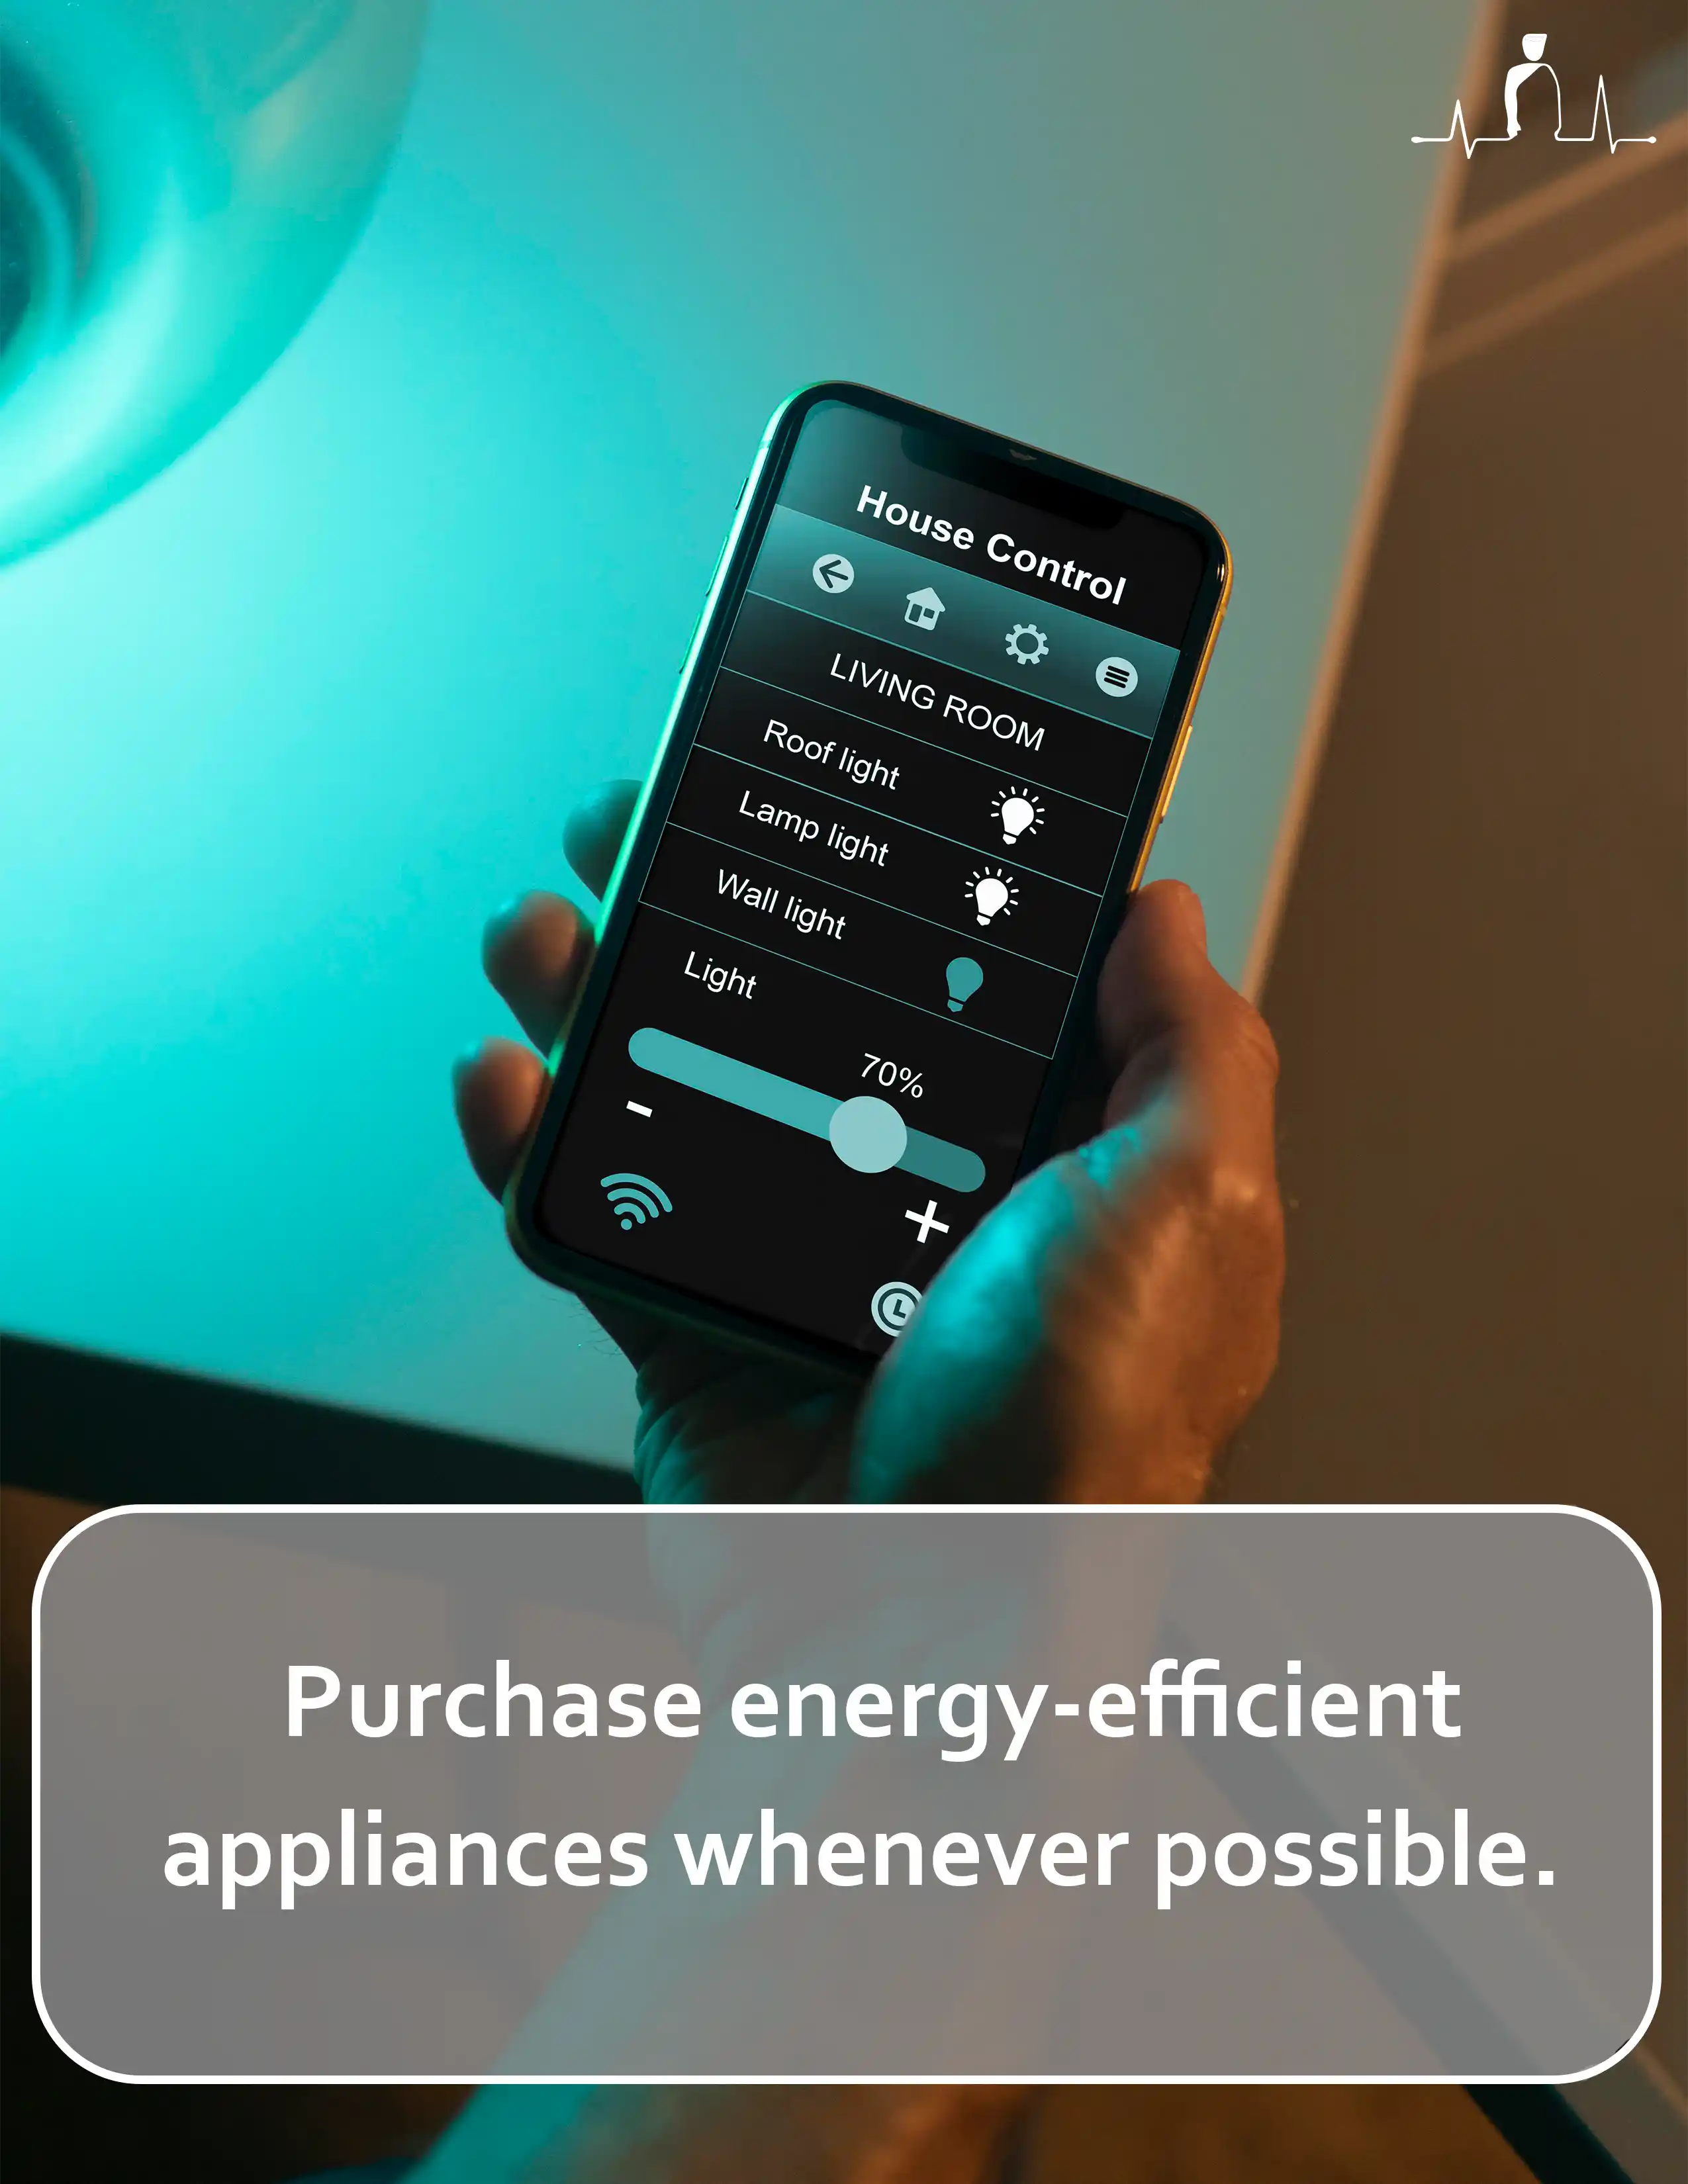 House Control
LIVING ROOM
Roof light
Lamp light
Wall light
Light
70%
-
+
Purchase energy-efficient
appliances whenever possible.